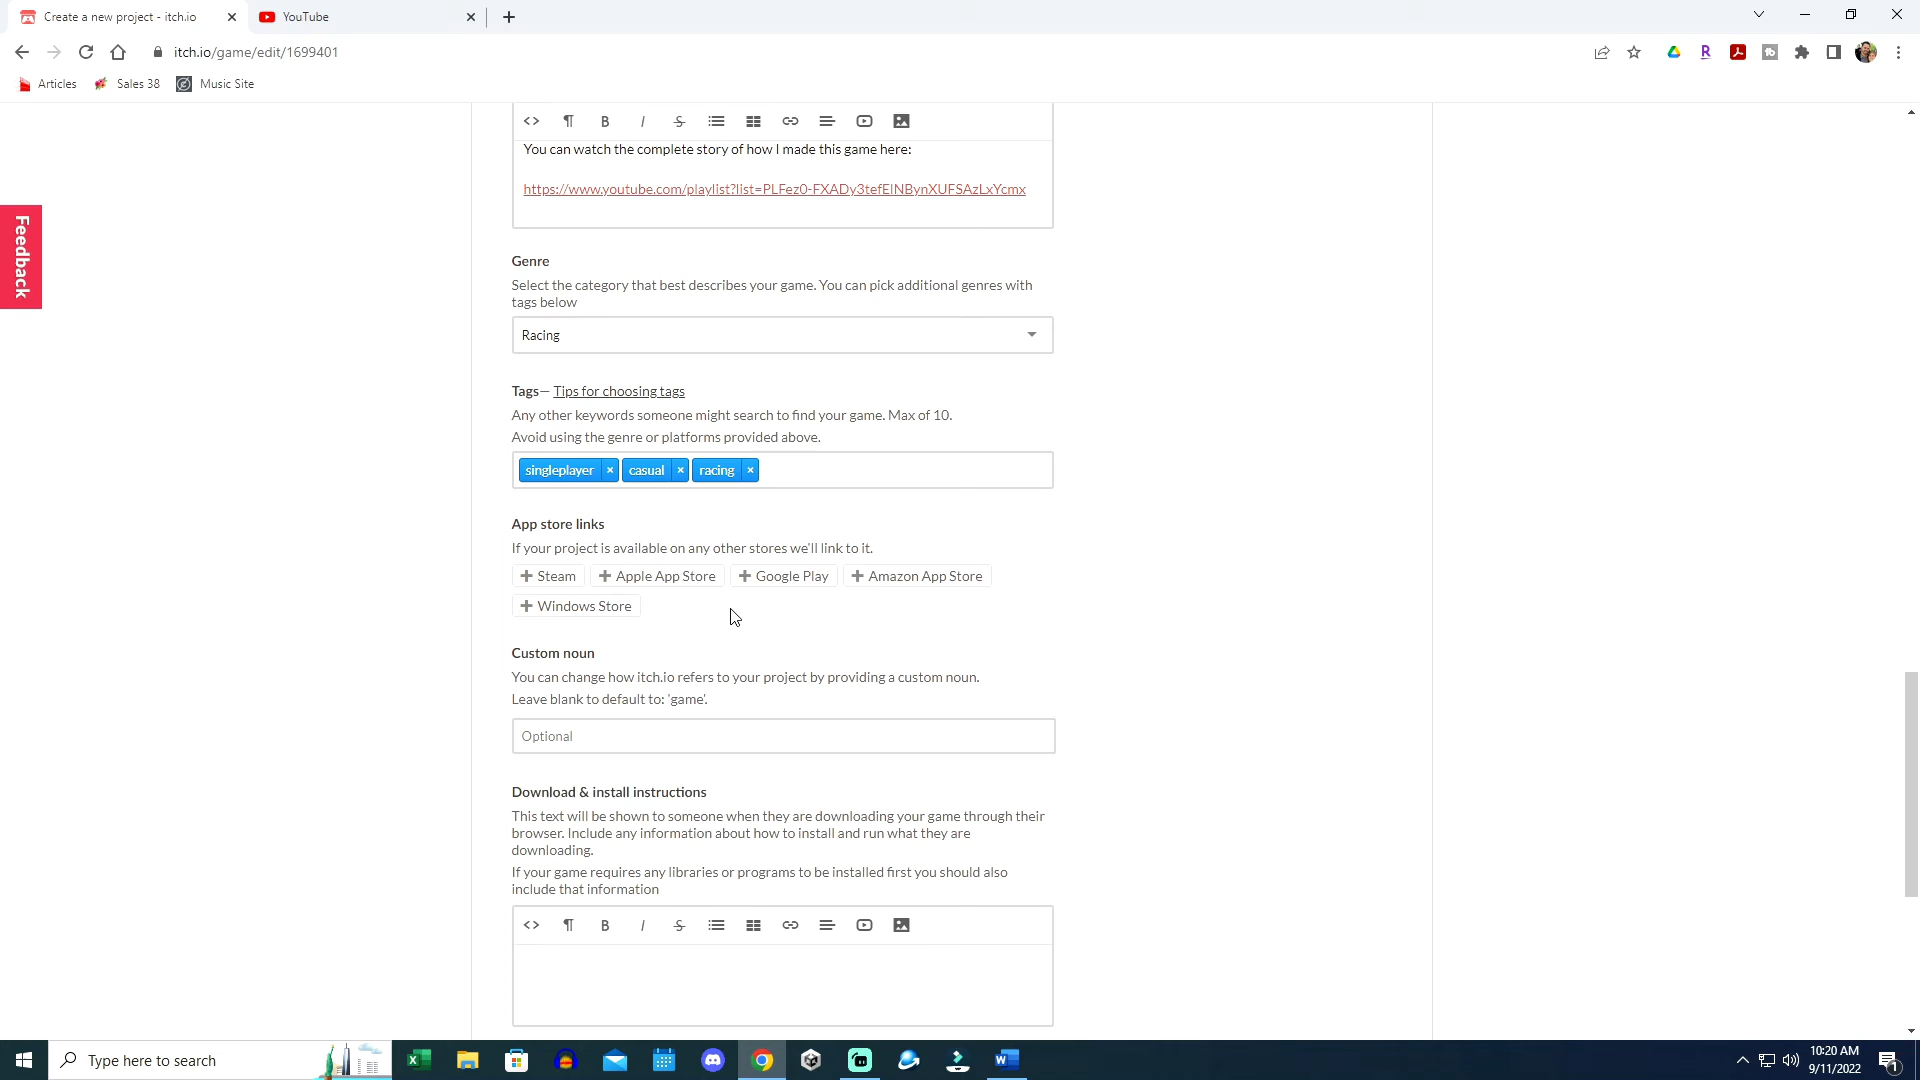 Create a new project - itch.io
YouTube
itch.io/game/edit/1699401
Articles
Sales 38
Music Site
You can watch the complete story of how I made this game here:
https://www.youtube.com/playlist?list=PLFez0-FXADy3tefElNBynXUFSAzLxYcmx
Feedback
Genre
Select the category that best describes your game. You can pick additional genres with
tags below
Racing
Tags— Tips for choosing tags
Any other keywords someone might search to find your game. Max of 10.
Avoid using the genre or platforms provided above.
singleplayer × casual × racing ×
App store links
If your project is available on any other stores we'll link to it.
Steam Apple App Store Google Play Amazon App Store
Windows Store
Custom noun
You can change how itch.io refers to your project by providing a custom noun.
Leave blank to default to: 'game'.
Optional
Download & install instructions
This text will be shown to someone when they are downloading your game through their
browser. Include any information about how to install and run what they are
downloading.
If your game requires any libraries or programs to be installed first you should also
include that information
Type here to search
10:20 AM
9/11/2022
1